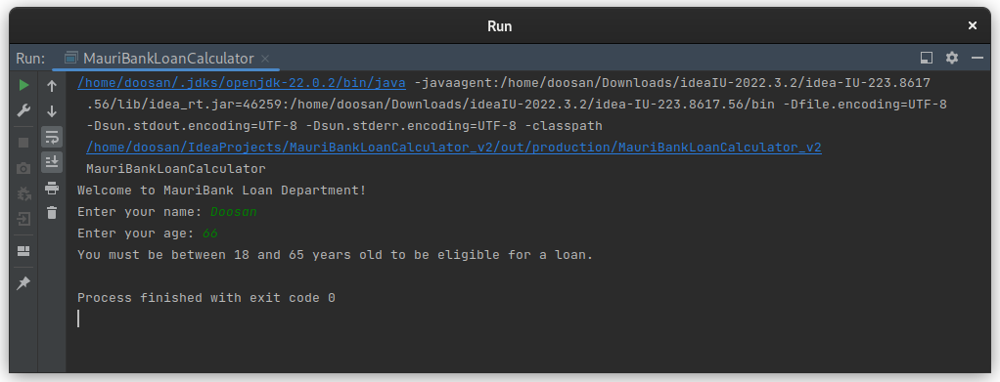 Run
Run: MauriBankLoanCalculator
/home/doosan/.jdks/openjdk-22.0.2/bin/java -javaagent:/home/doosan/Downloads/ideaIU-2022.3.2/idea-IU-223.8617
.56/lib/idea_rt.jar=46259:/home/doosan/Downloads/ideaIU-2022.3.2/idea-IU-223.8617.56/bin -Dfile.encoding=UTF-8
-Dsun.stdout.encoding=UTF-8 -Dsun.stderr.encoding=UTF-8 -classpath
/home/doosan/IdeaProjects/MauriBankLoanCalculator_v2/out/production/MauriBankLoanCalculator_v2
MauriBankLoanCalculator
Welcome to MauriBank Loan Department!
Enter your name: Doosan
Enter your age: 66
You must be between 18 and 65 years old to be eligible for a loan.
Process finished with exit code 0